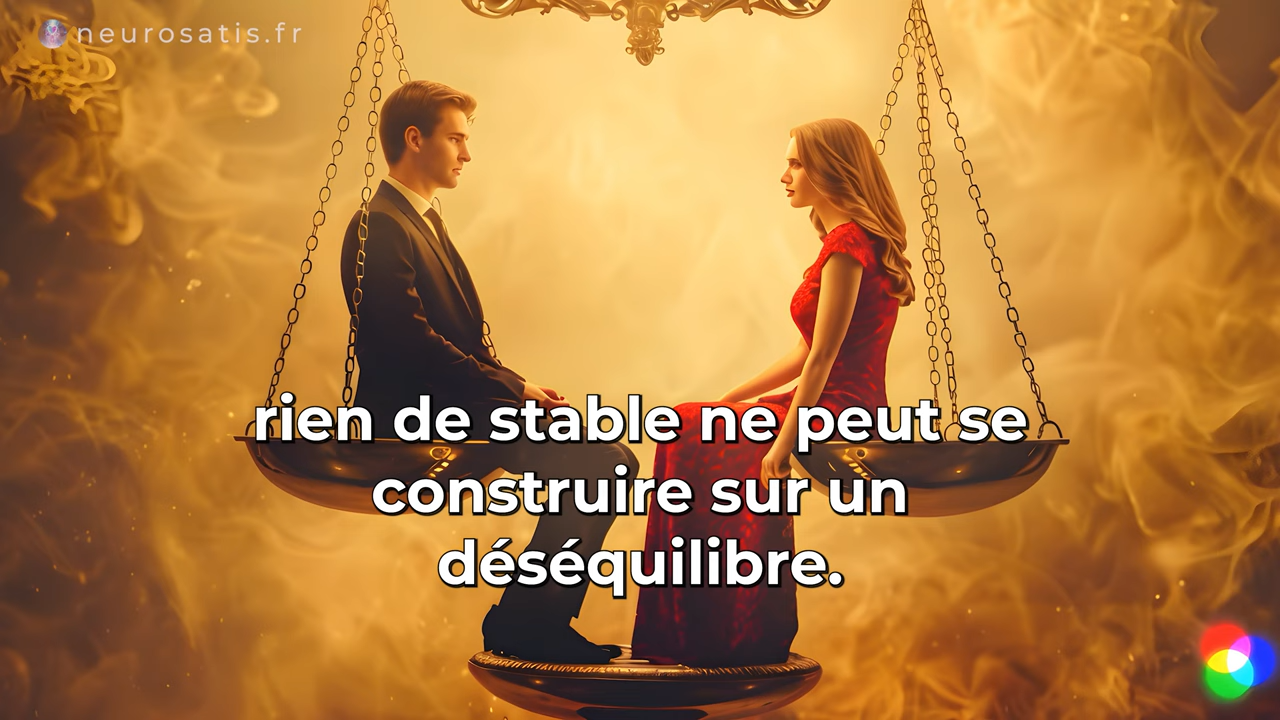 neurosatis.fr
rien de stable ne peut se
construire sur un
déséquilibre.